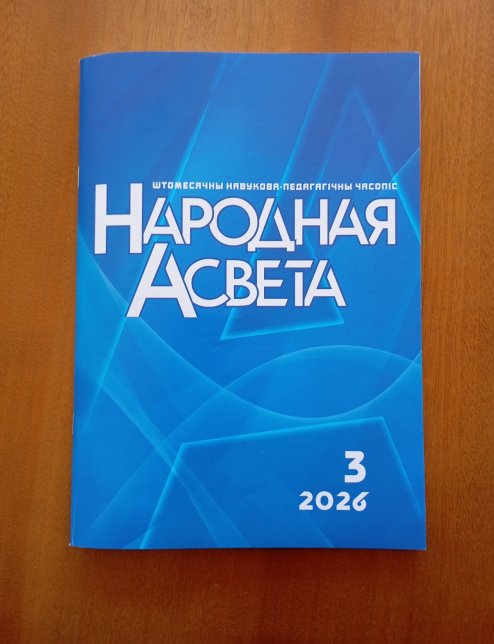 ШТОМЕСЯЧНЫ НАВУКОВА-ПЕДАГАГІЧНЫ ЧАСОПІС
НАРОДНАЯ
АСВЕТА
3
2026